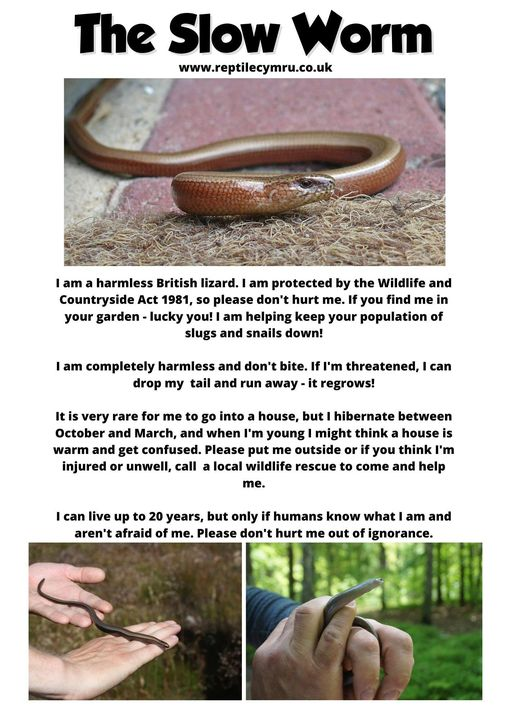 The Slow Worm
www.reptilecymru.co.uk
I am a harmless British lizard. I am protected by the Wildlife and
Countryside Act 1981, so please don't hurt me. If you find me in
your garden - lucky you! I am helping keep your population of
slugs and snails down!
I am completely harmless and don't bite. If I'm threatened, I can
drop my tail and run away - it regrows!
It is very rare for me to go into a house, but I hibernate between
October and March, and when I'm young I might think a house is
warm and get confused. Please put me outside or if you think I'm
injured or unwell, call a local wildlife rescue to come and help
me.
I can live up to 20 years, but only if humans know what I am and
aren't afraid of me. Please don't hurt me out of ignorance.